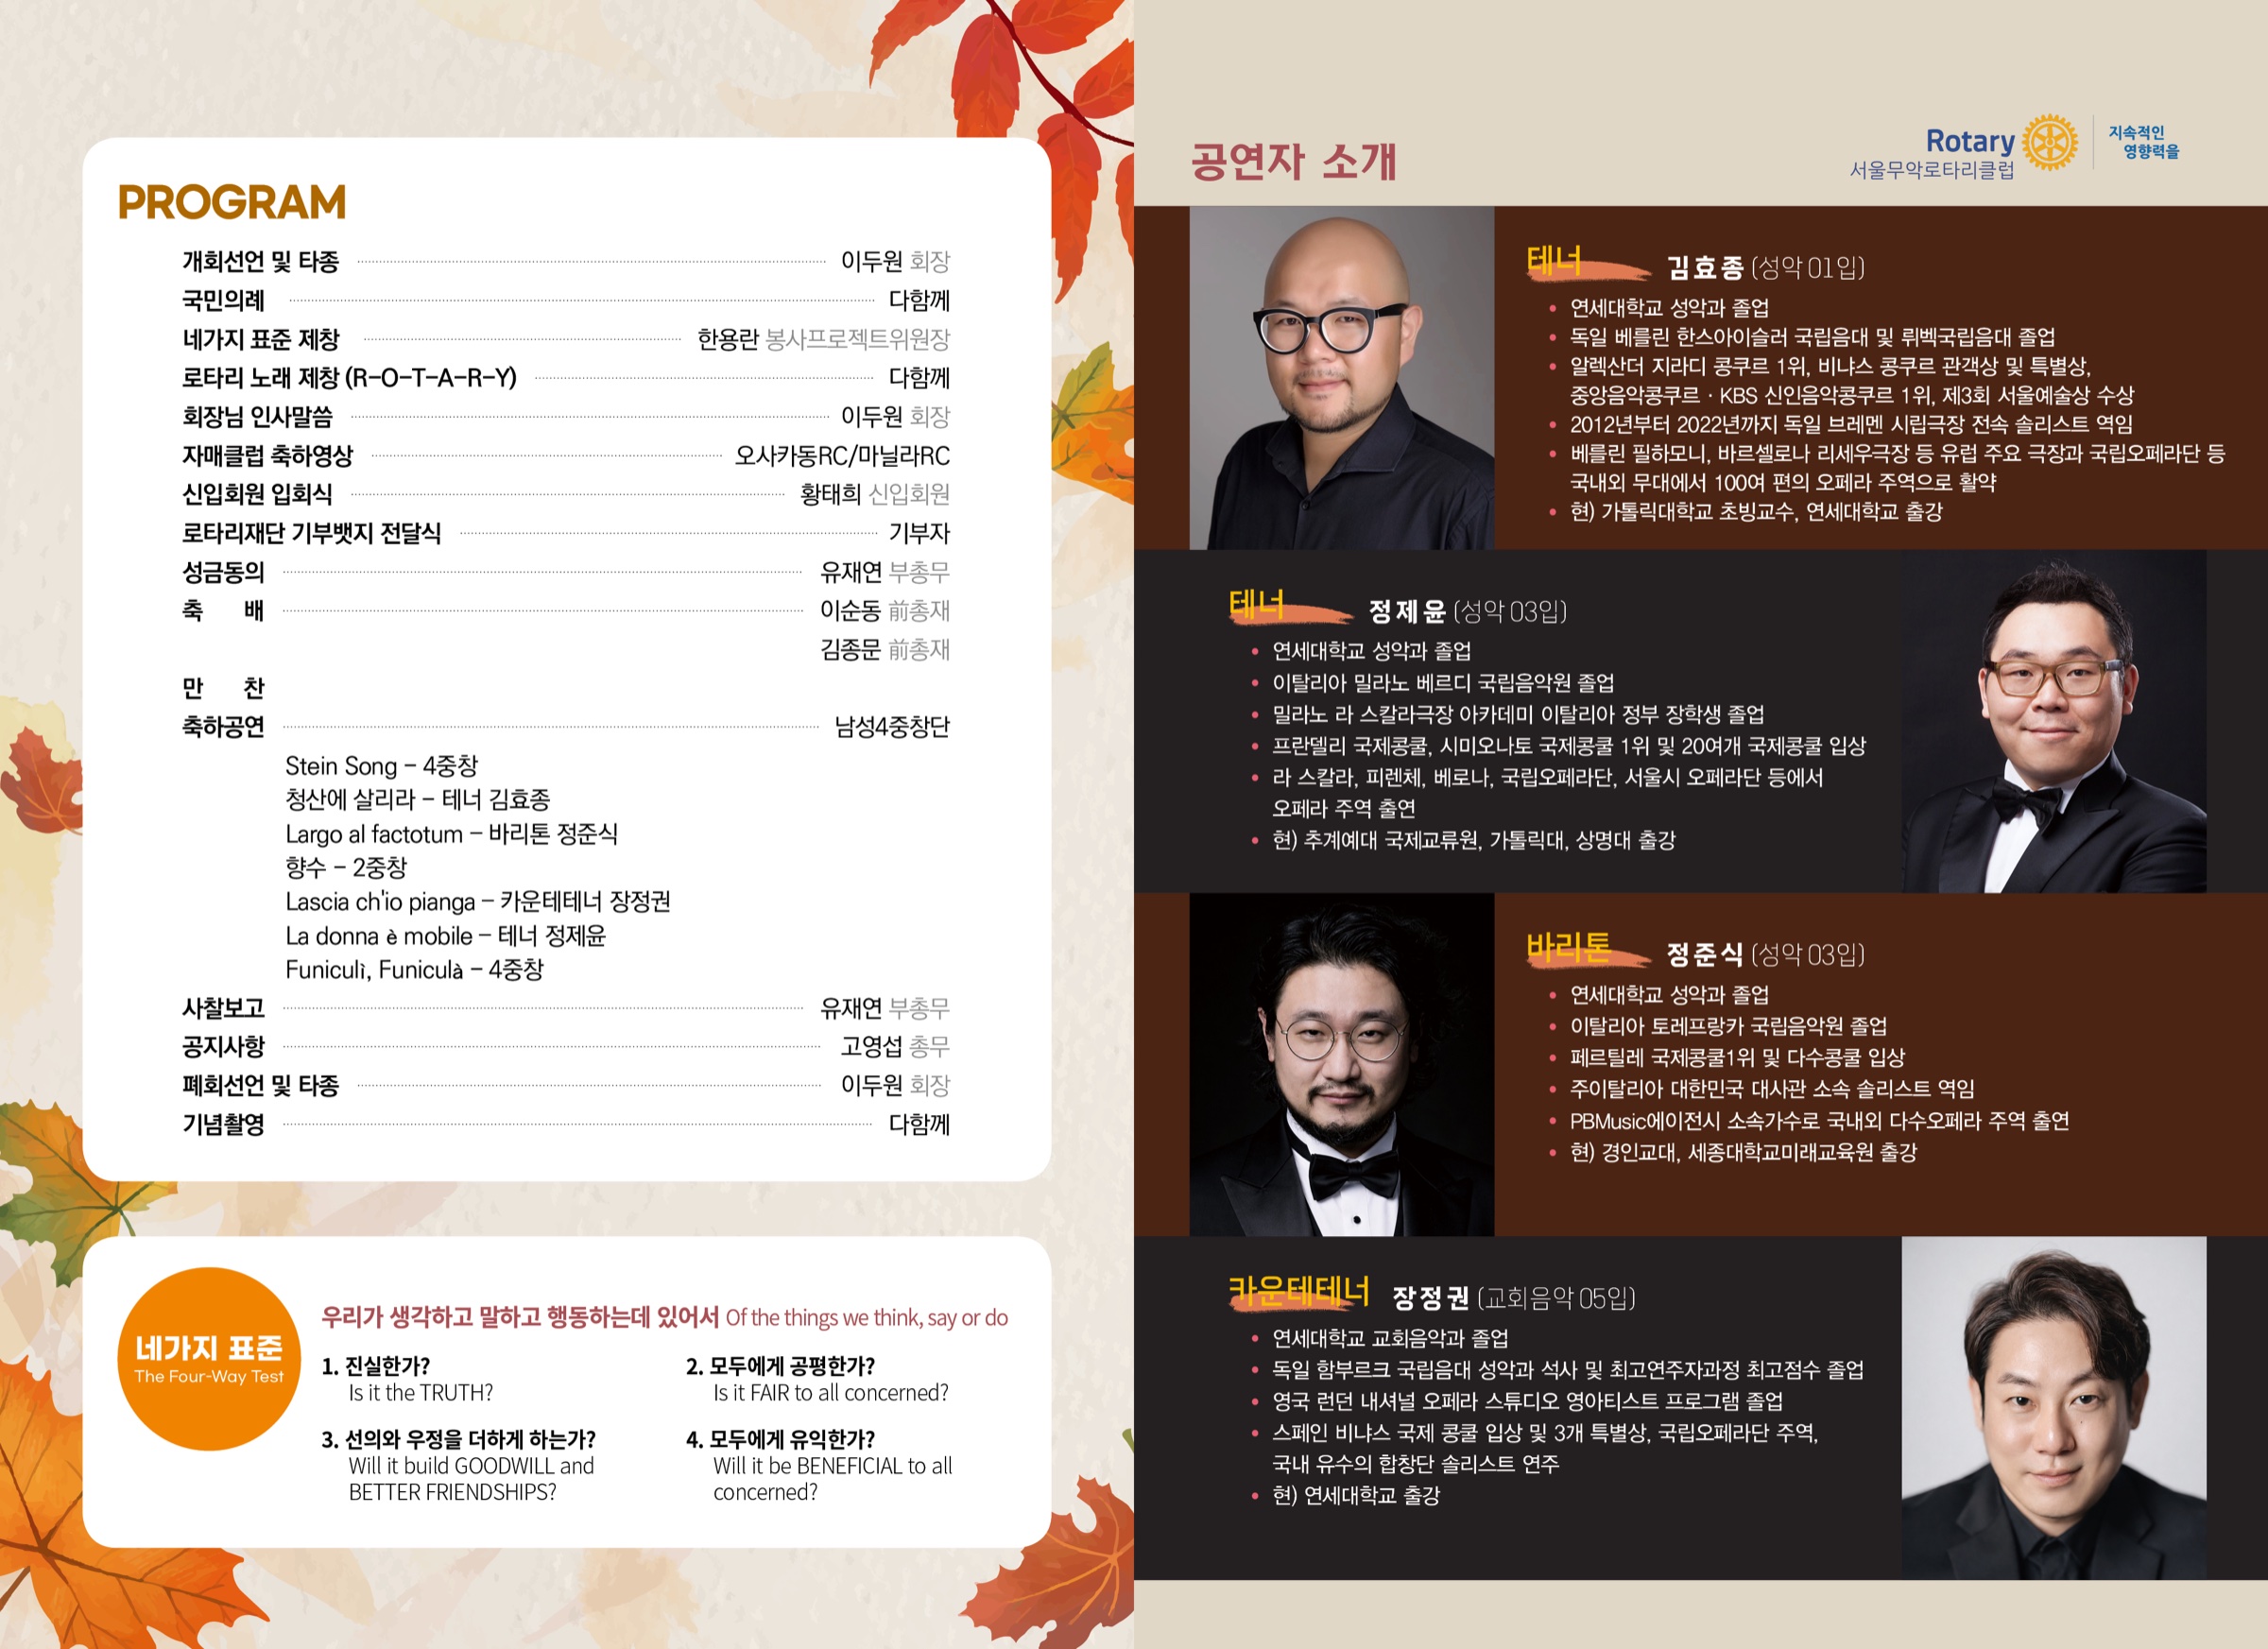 PROGRAM
개회선언 및 타종 이두원 회장
국민의례 다함께
네가지 표준 제창 한용란 봉사프로젝트위원장
로타리 노래 제창 (R-O-T-A-R-Y) 다함께
회장님 인사말씀 이두원 회장
자매클럽 축하영상 오사카동RC/마닐라RC
신입회원 입회식 황태희 신입회원
로타리재단 기부뱃지 전달식 기부자
성금동의 유재연 부총무
축 배 이순동 前총재
김종문 前총재
만 찬
축하공연 남성4중창단
Stein Song - 4중창
청산에 살리라 - 테너 김효종
Largo al factotum - 바리톤 정준식
향수 - 2중창
Lascia ch'io pianga - 카운테테너 장정권
La donna è mobile - 테너 정제윤
Funiculì, Funiculà - 4중창
사찰보고 유재연 부총무
공지사항 고영섭 총무
폐회선언 및 타종 이두원 회장
기념촬영 다함께
네가지 표준
The Four-Way Test
우리가 생각하고 말하고 행동하는데 있어서 Of the things we think, say or do
1. 진실한가?
Is it the TRUTH?
2. 모두에게 공평한가?
Is it FAIR to all concerned?
3. 선의와 우정을 더하게 하는가?
Will it build GOODWILL and
BETTER FRIENDSHIPS?
4. 모두에게 유익한가?
Will it be BENEFICIAL to all
concerned?
공연자 소개
Rotary
서울무악로타리클럽
지속적인
영향력을
테너 김효종 (성악 01입)
• 연세대학교 성악과 졸업
• 독일 베를린 한스아이슬러 국립음대 및 뤼벡국립음대 졸업
• 알렉산더 지라디 콩쿠르 1위, 비냐스 콩쿠르 관객상 및 특별상,
중앙음악콩쿠르 · KBS 신인음악콩쿠르 1위, 제3회 서울예술상 수상
• 2012년부터 2022년까지 독일 브레멘 시립극장 전속 솔리스트 역임
• 베를린 필하모니, 바르셀로나 리세우극장 등 유럽 주요 극장과 국립오페라단 등
국내외 무대에서 100여 편의 오페라 주역으로 활약
• 현) 가톨릭대학교 초빙교수, 연세대학교 출강
테너 정제윤 (성악 03입)
• 연세대학교 성악과 졸업
• 이탈리아 밀라노 베르디 국립음악원 졸업
• 밀라노 라 스칼라극장 아카데미 이탈리아 정부 장학생 졸업
• 프란델리 국제콩쿨, 시미오나토 국제콩쿨 1위 및 20여개 국제콩쿨 입상
• 라 스칼라, 피렌체, 베로나, 국립오페라단, 서울시 오페라단 등에서
오페라 주역 출연
• 현) 추계예대 국제교류원, 가톨릭대, 상명대 출강
바리톤 정준식 (성악 03입)
• 연세대학교 성악과 졸업
• 이탈리아 토레프랑카 국립음악원 졸업
• 페르틸레 국제콩쿨1위 및 다수콩쿨 입상
• 주이탈리아 대한민국 대사관 소속 솔리스트 역임
• PBMusic에이전시 소속가수로 국내외 다수오페라 주역 출연
• 현) 경인교대, 세종대학교미래교육원 출강
카운테테너 장정권 (교회음악 05입)
• 연세대학교 교회음악과 졸업
• 독일 함부르크 국립음대 성악과 석사 및 최고연주자과정 최고점수 졸업
• 영국 런던 내셔널 오페라 스튜디오 영아티스트 프로그램 졸업
• 스페인 비냐스 국제 콩쿨 입상 및 3개 특별상, 국립오페라단 주역,
국내 유수의 합창단 솔리스트 연주
• 현) 연세대학교 출강